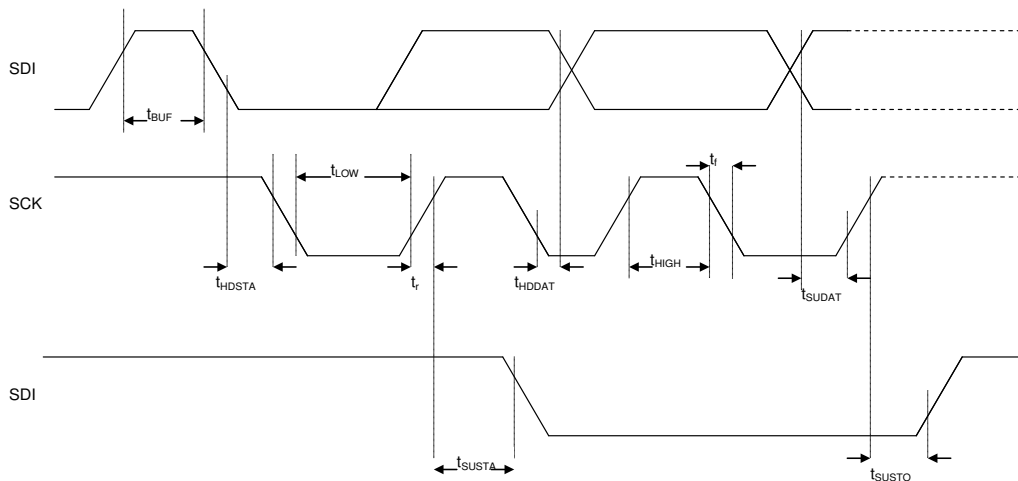 SDI
tBUF
tLOW
tf
SCK
tHDSTA
tr
tHDDAT
tHIGH
tSUDAT
SDI
tSUSTA
tSUSTO